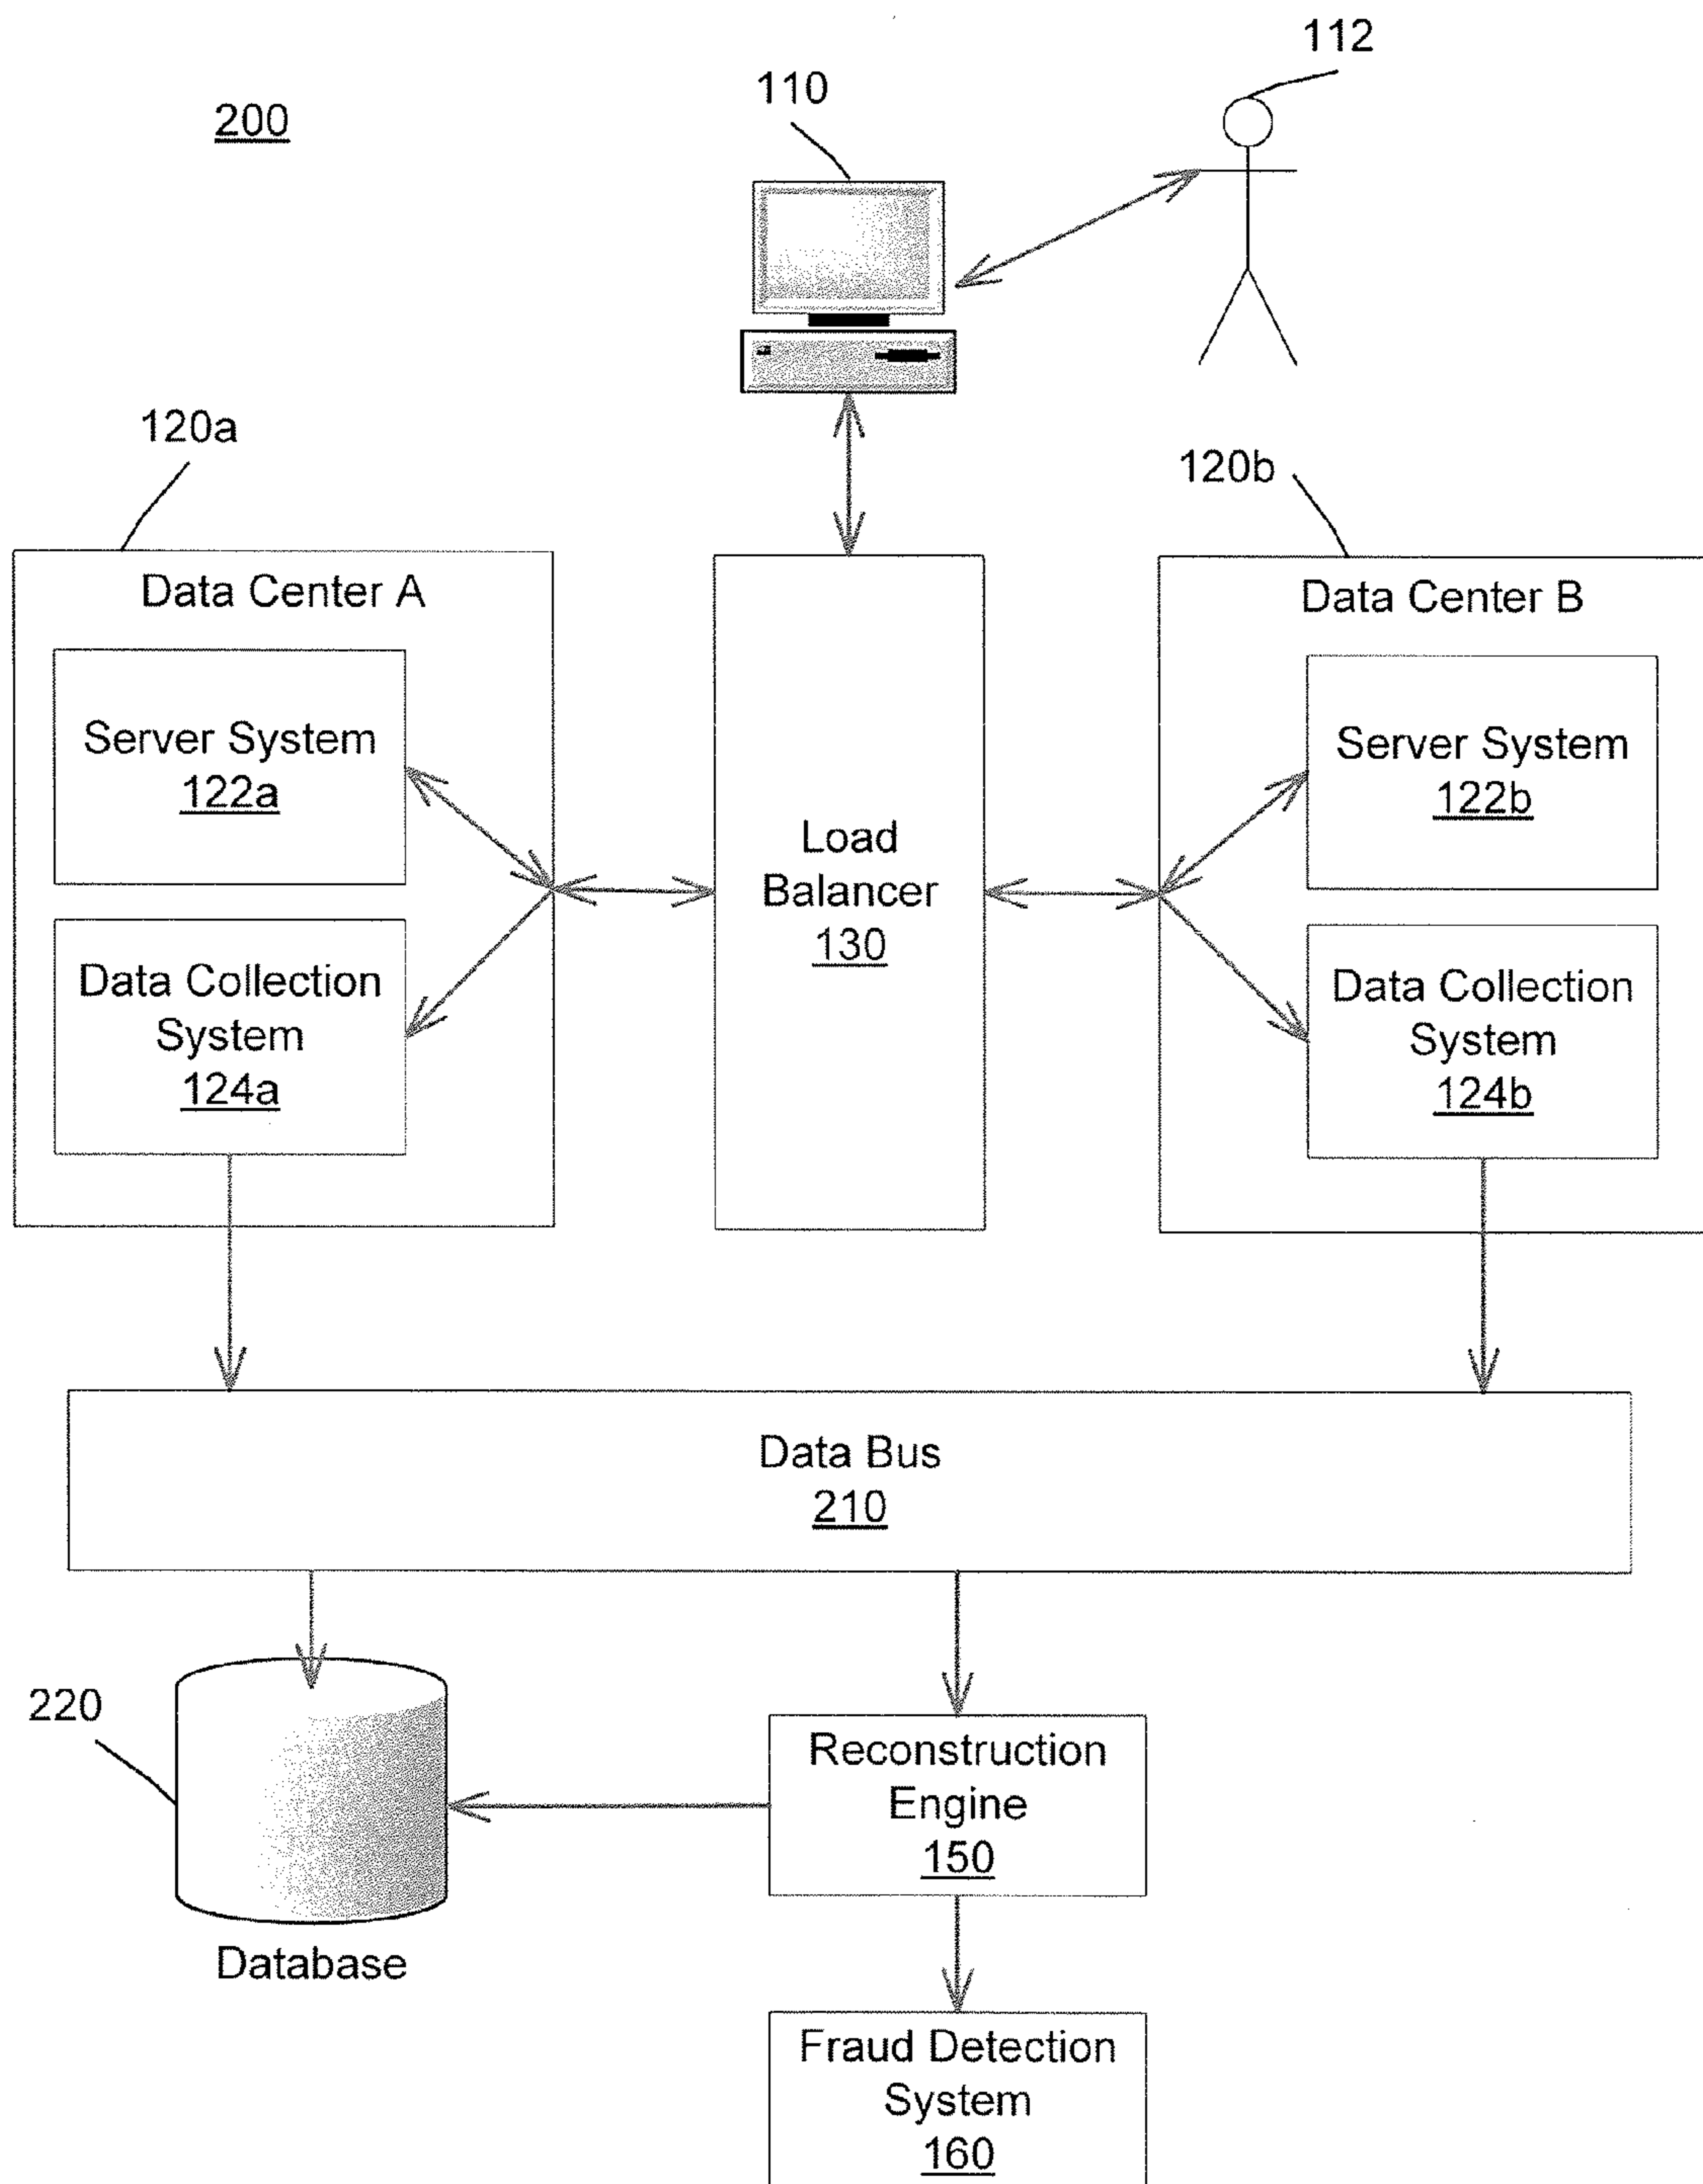 112
110
200
120a
120b
Data Center A
Data Center B
Server System
122a
Server System
122b
Load
Balancer
130
Data Collection
System
124a
Data Collection
System
124b
Data Bus
210
220
Reconstruction
Engine
150
Database
Fraud Detection
System
160